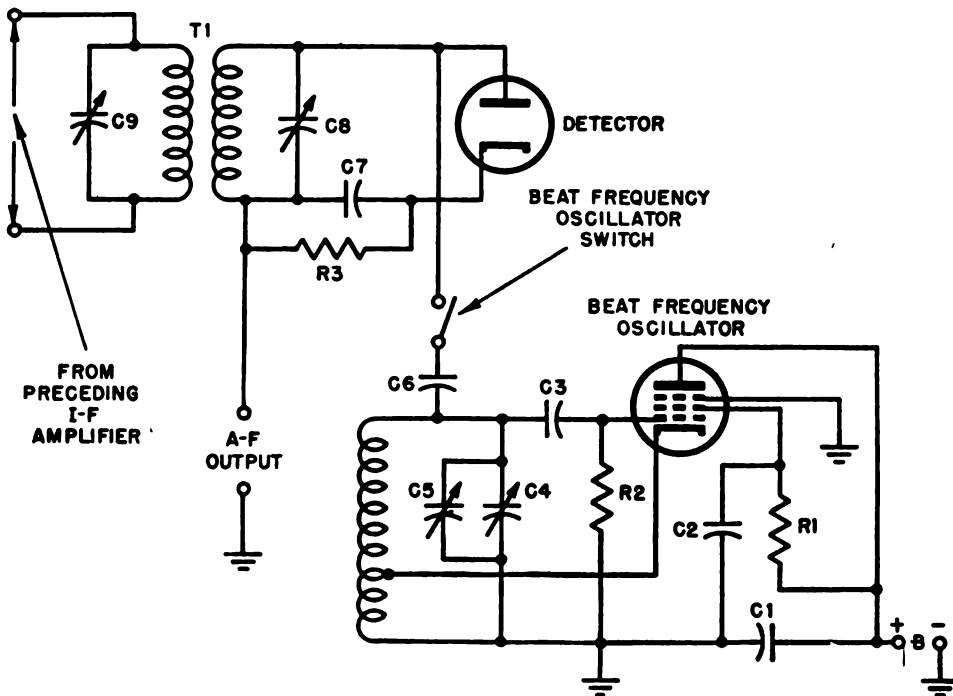 T1
C9
C8
DETECTOR
C7
BEAT FREQUENCY
OSCILLATOR
SWITCH
R3
BEAT FREQUENCY
OSCILLATOR
FROM
PRECEDING
I-F
AMPLIFIER
C6
C3
A-F
OUTPUT
C5
C4
R2
C2
R1
C1
+ B -